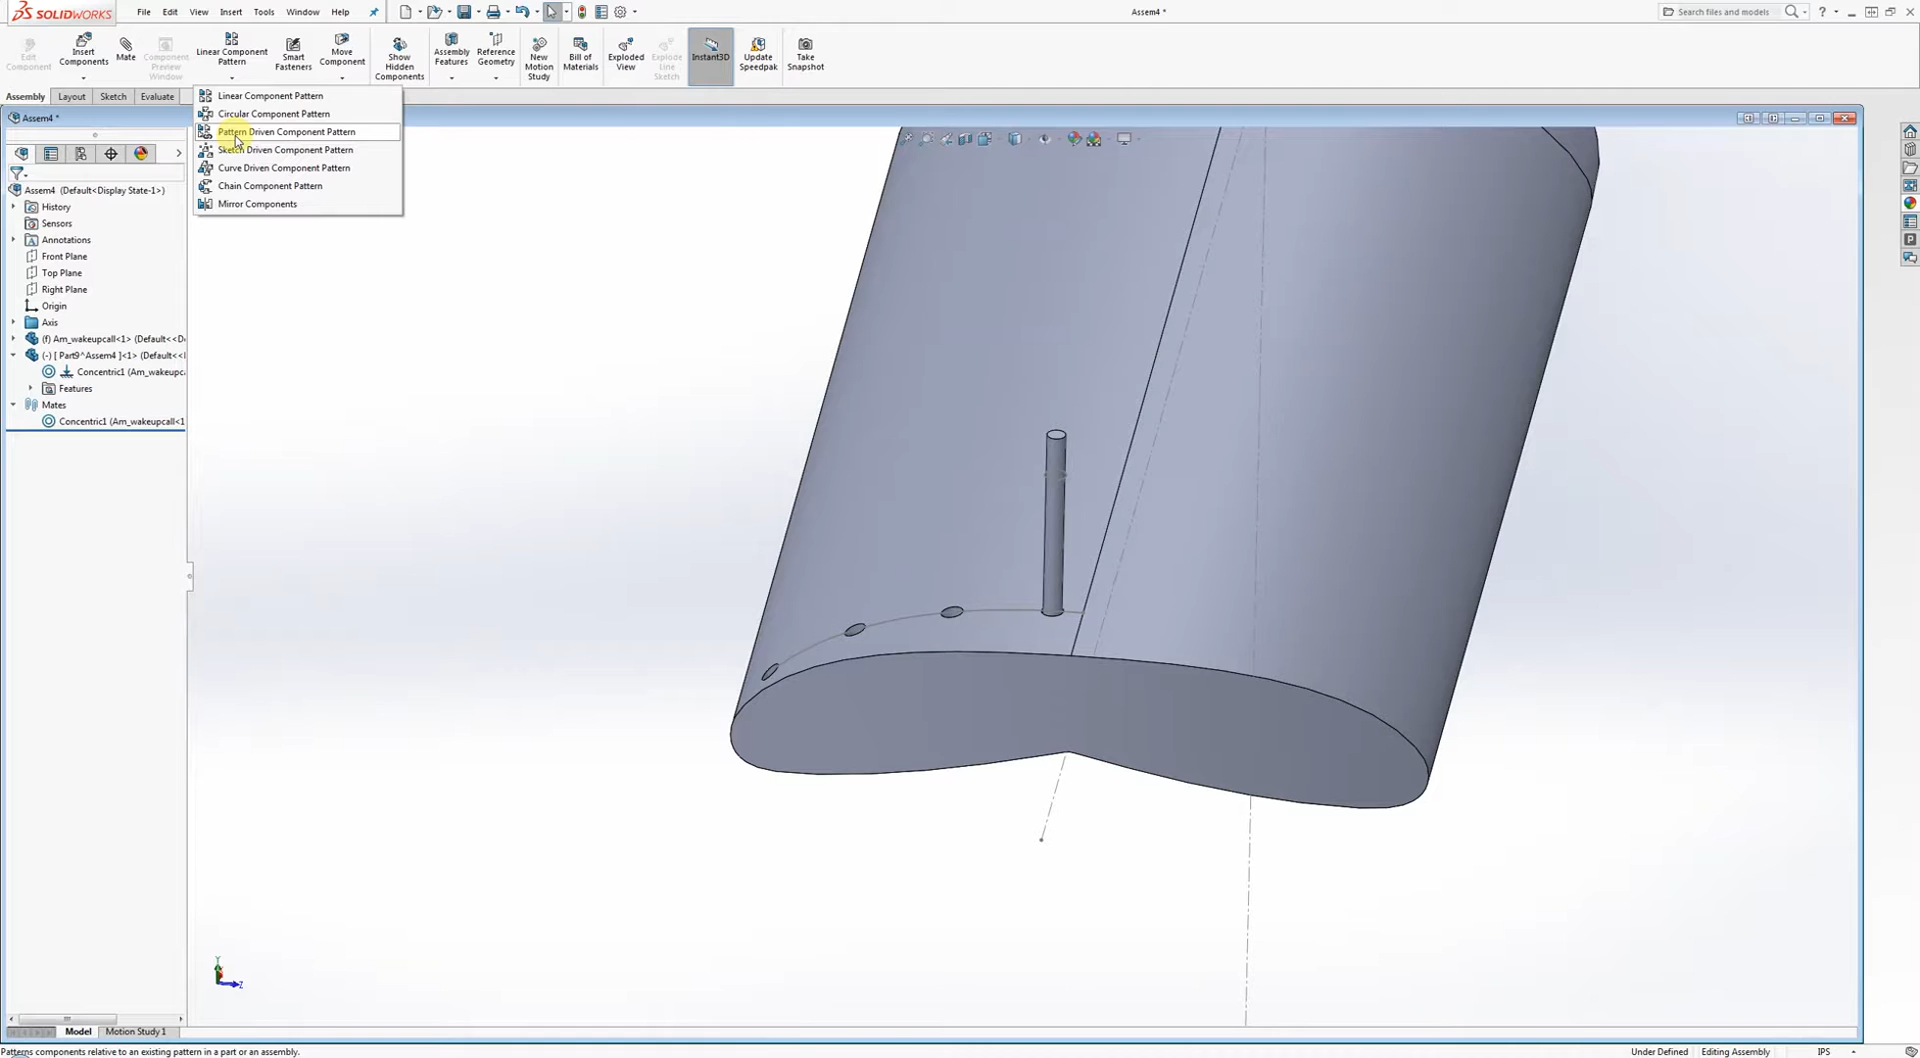 SOLIDWORKS File Edit View Insert Tools Window Help Assem4 * Search files and models ?
Edit Component
Insert Components
Mate
Component Preview Window
Linear Component Pattern
Smart Fasteners
Move Component
Show Hidden Components
Assembly Features
Reference Geometry
New Motion Study
Bill of Materials
Exploded View
Explode Line Sketch
Instant3D
Update Speedpak
Take Snapshot
Assembly Layout Sketch Evaluate
Linear Component Pattern
Circular Component Pattern
Pattern Driven Component Pattern
Sketch Driven Component Pattern
Curve Driven Component Pattern
Chain Component Pattern
Mirror Components
Assem4 *
Assem4 (Default<Display State-1>)
History
Sensors
Annotations
Front Plane
Top Plane
Right Plane
Origin
Axis
(f) Am_wakeupcall<1> (Default<<D
(-) [ Part9^Assem4 ]<1> (Default<<
Concentric1 (Am_wakeupc
Features
Mates
Concentric1 (Am_wakeupcall<1
Y
Z
Model Motion Study 1
Patterns components relative to an existing pattern in a part or an assembly. Under Defined Editing Assembly IPS